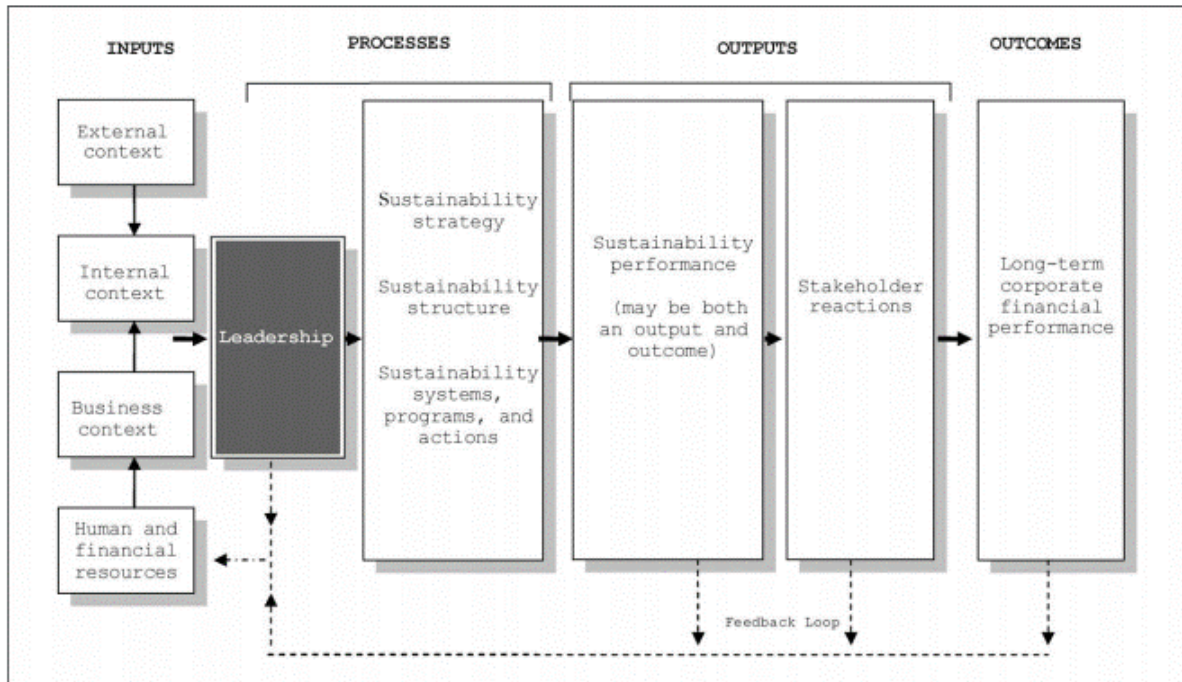 INPUTS
PROCESSES
OUTPUTS
OUTCOMES
External
context
Internal
context
Business
context
Human and
financial
resources
Leadership
Sustainability
strategy
Sustainability
structure
Sustainability
systems,
programs, and
actions
Sustainability
performance
(may be both
an output and
outcome)
Stakeholder
reactions
Long-term
corporate
financial
performance
Feedback Loop